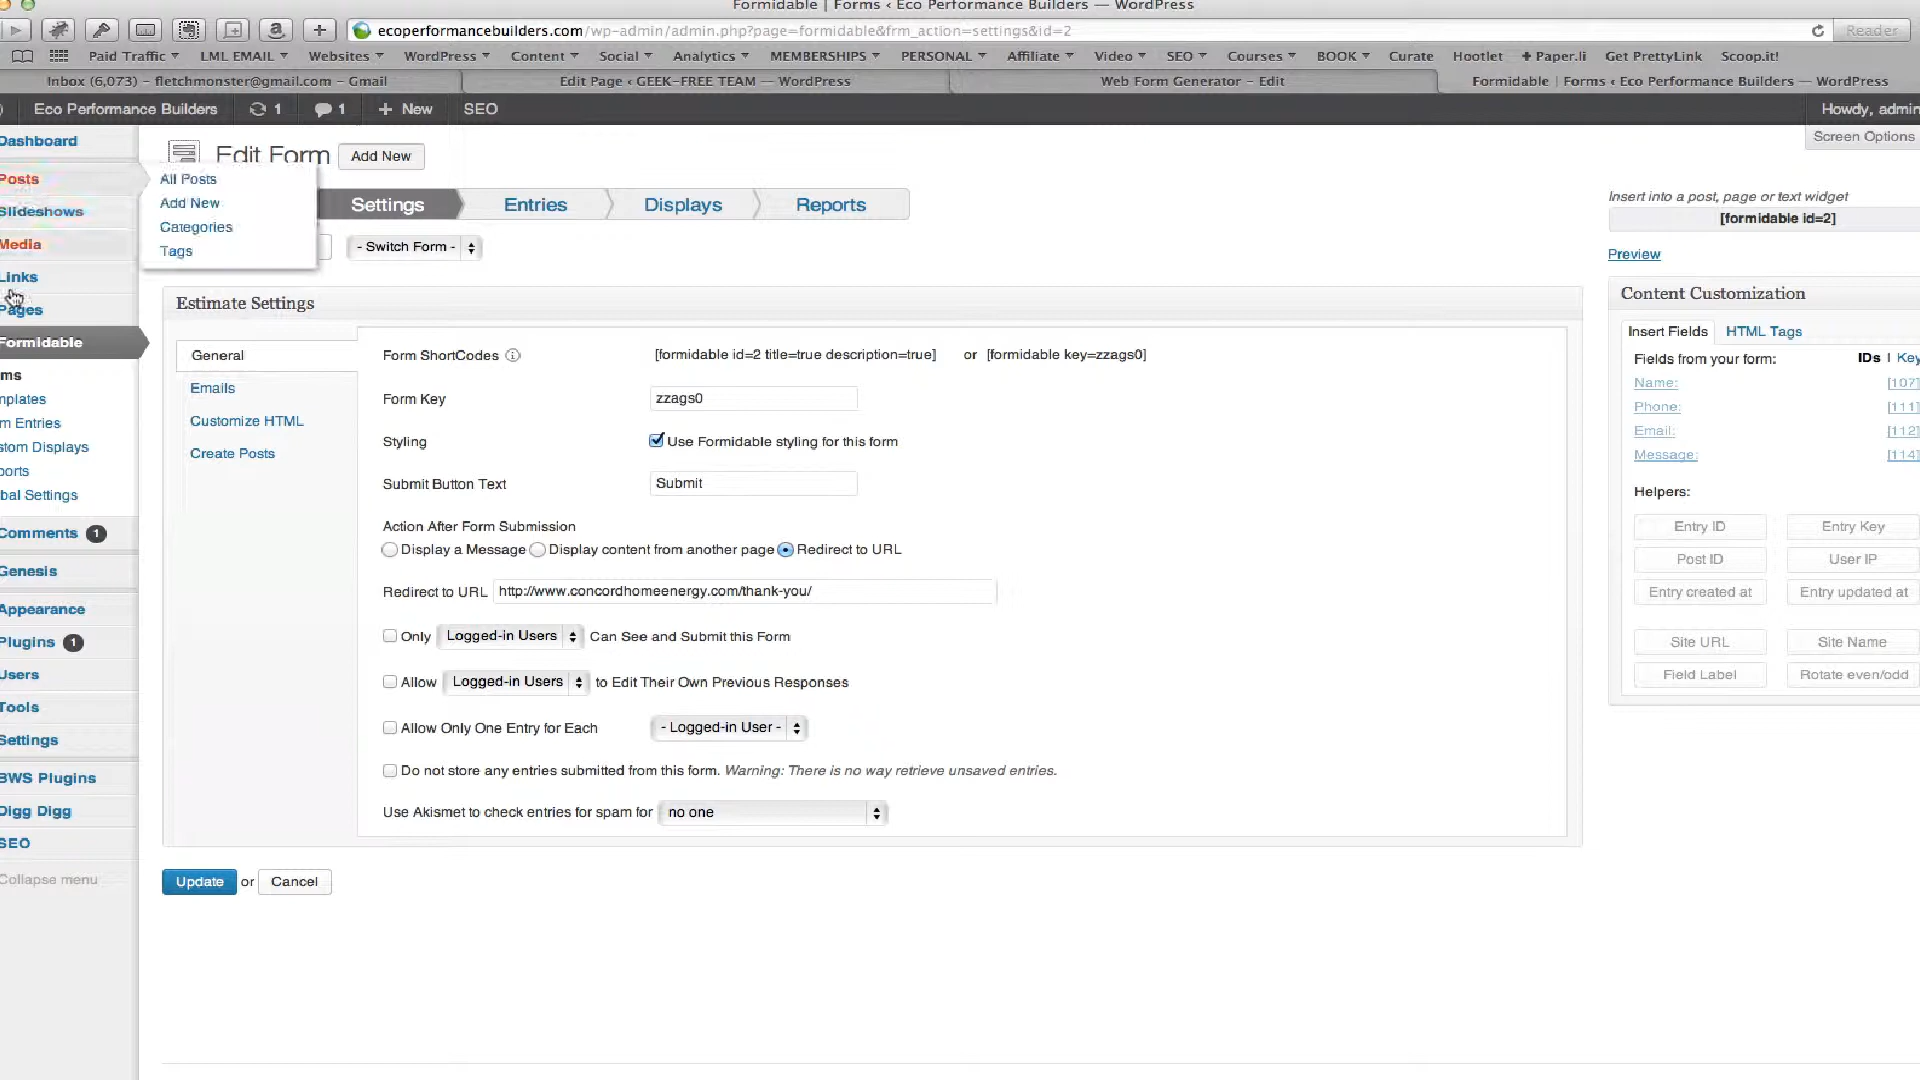 Formidable | Forms ‹ Eco Performance Builders — WordPress
ecoperformancebuilders.com/wp-admin/admin.php?page=formidable&frm_action=settings&id=2
Reader
Paid Traffic LML EMAIL Websites WordPress Content Social Analytics MEMBERSHIPS PERSONAL Affiliate Video SEO Courses BOOK Curate Hootlet + Paper.li Get PrettyLink Scoop.it!
Inbox (6,073) – fletchmonster@gmail.com – Gmail
Edit Page ‹ GEEK-FREE TEAM — WordPress
Web Form Generator – Edit
Formidable | Forms ‹ Eco Performance Builders — WordPress
Eco Performance Builders 1 1 + New SEO
Howdy, admin
Screen Options
Dashboard
Posts
Slideshows
Media
Links
Pages
Formidable
ms
mplates
m Entries
stom Displays
ports
bal Settings
Comments 1
Genesis
Appearance
Plugins 1
Users
Tools
Settings
BWS Plugins
Digg Digg
SEO
Collapse menu
All Posts
Add New
Categories
Tags
Edit Form Add New
Settings Entries Displays Reports
- Switch Form -
Estimate Settings
General
Emails
Customize HTML
Create Posts
Form ShortCodes [formidable id=2 title=true description=true] or [formidable key=zzags0]
Form Key zzags0
Styling Use Formidable styling for this form
Submit Button Text Submit
Action After Form Submission
Display a Message Display content from another page Redirect to URL
Redirect to URL http://www.concordhomeenergy.com/thank-you/
Only Logged-in Users Can See and Submit this Form
Allow Logged-in Users to Edit Their Own Previous Responses
Allow Only One Entry for Each - Logged-in User -
Do not store any entries submitted from this form. Warning: There is no way retrieve unsaved entries.
Use Akismet to check entries for spam for no one
Update or Cancel
Insert into a post, page or text widget
[formidable id=2]
Preview
Content Customization
Insert Fields HTML Tags
Fields from your form: IDs | Key
Name: [107]
Phone: [111]
Email: [112]
Message: [114]
Helpers:
Entry ID Entry Key
Post ID User IP
Entry created at Entry updated at
Site URL Site Name
Field Label Rotate even/odd